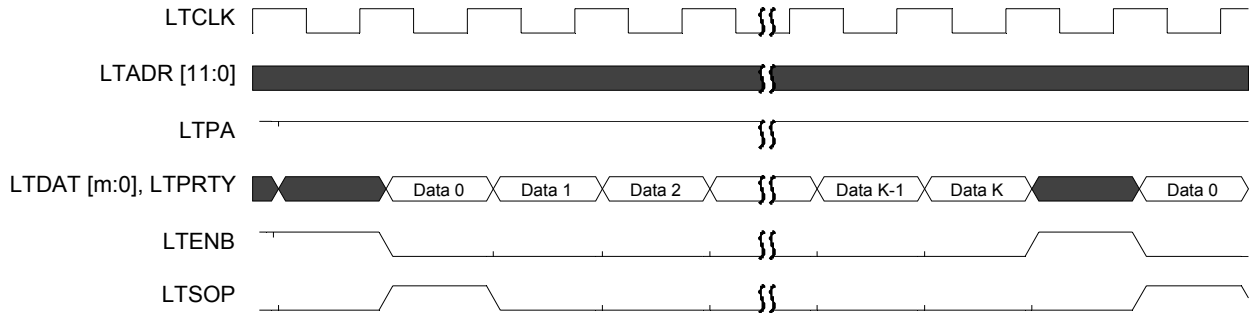 LTCLK
LTADR [11:0]
LTPA
LTDAT [m:0], LTPRTY Data 0 Data 1 Data 2 Data K-1 Data K Data 0
LTENB
LTSOP